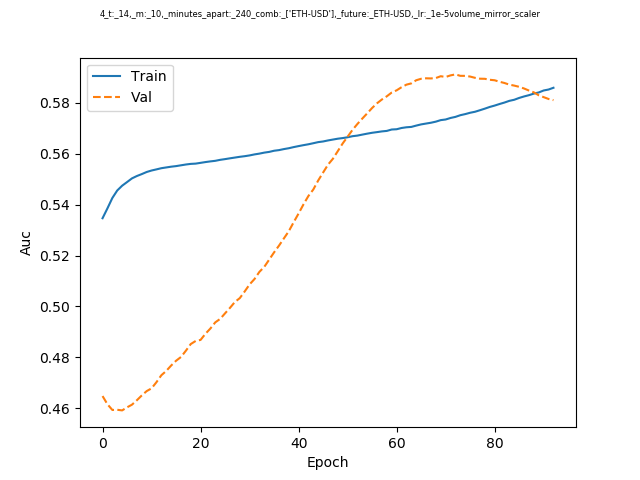 4_t:_14,_m:_10,_minutes_apart:_240_comb:_['ETH-USD'],_future:_ETH-USD,_lr:_1e-5volume_mirror_scaler
Train
Val
0.58
0.56
0.54
0.52
0.50
0.48
0.46
Auc
0 20 40 60 80
Epoch